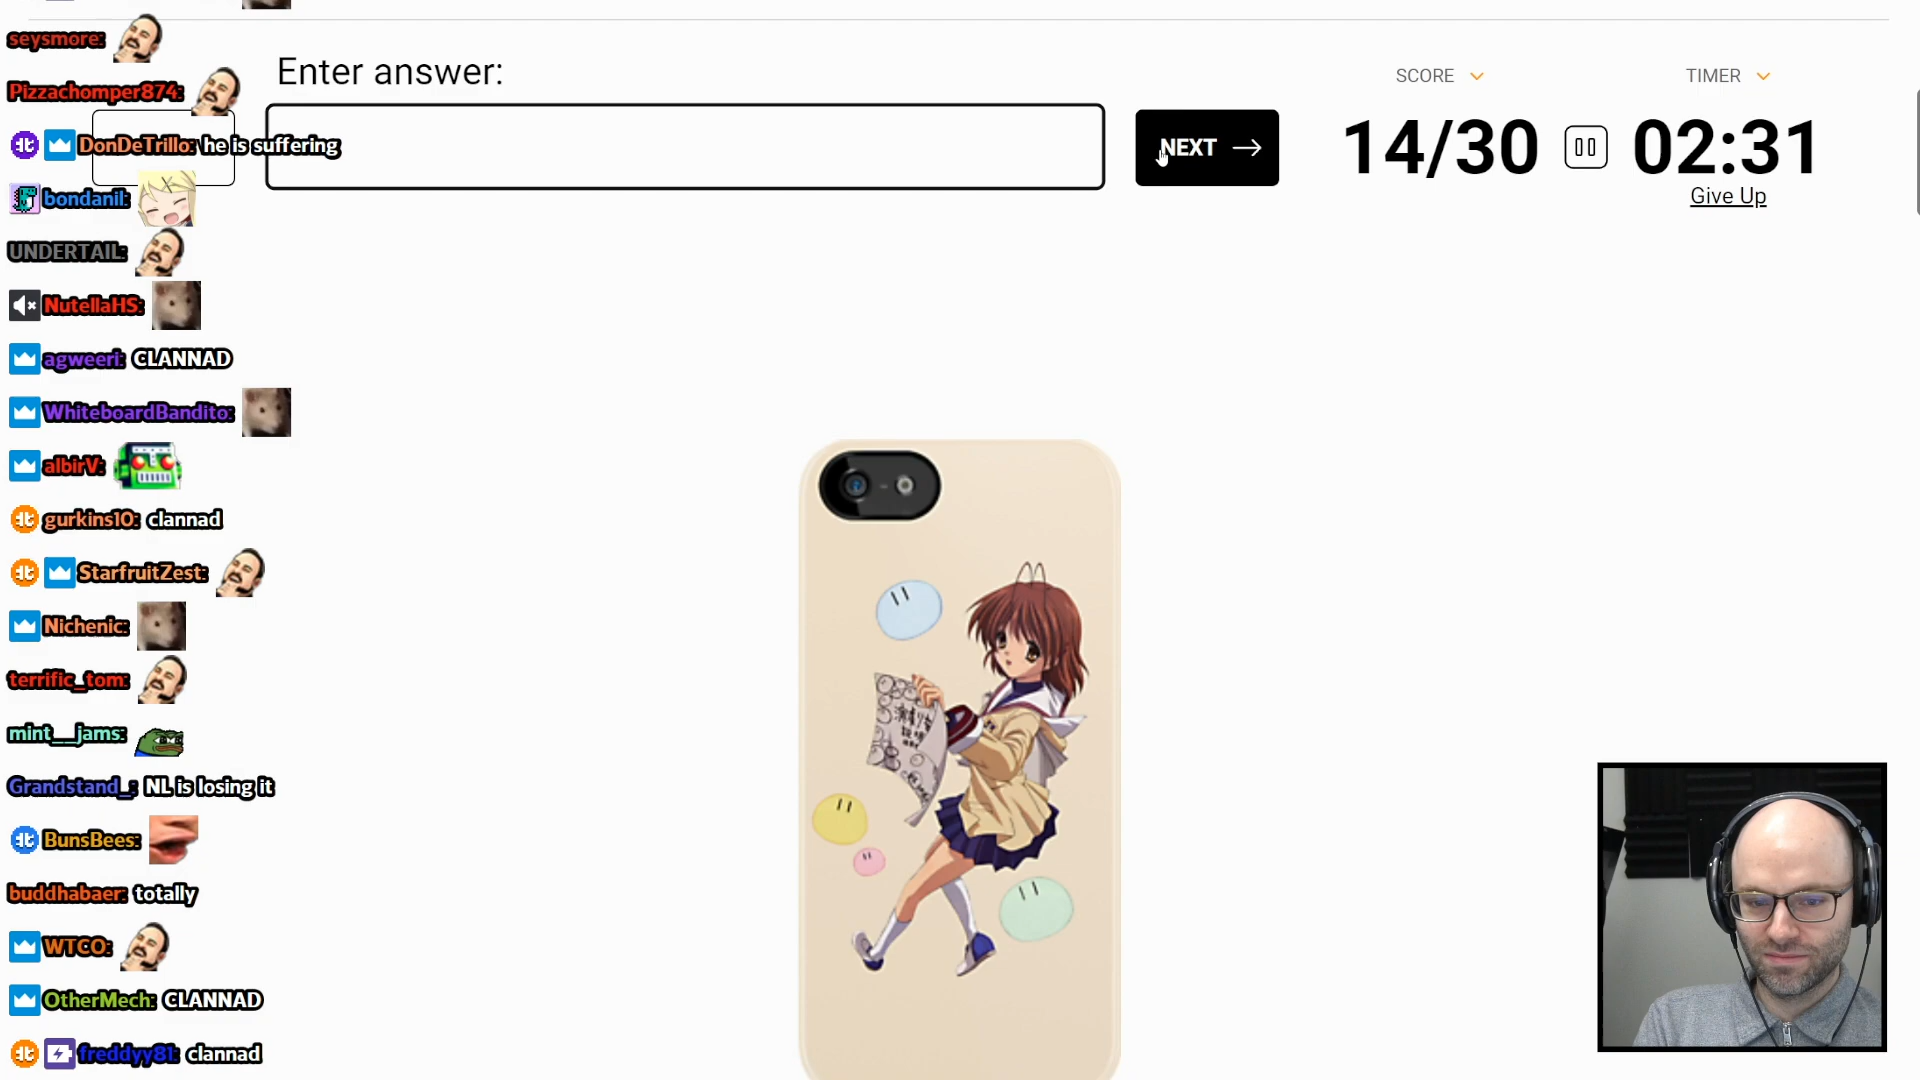 seysmore:
Pizzachomper874:
DonDeTrillo: he is suffering
bondanil:
UNDERTAIL:
NutellaHS:
agweeri: CLANNAD
WhiteboardBandito:
albirV:
gurkins10: clannad
StarfruitZest:
Nichenic:
terrific_tom:
mint__jams:
Grandstand_: NL is losing it
BunsBees:
buddhabaer: totally
WTCO:
OtherMech: CLANNAD
freddyy81: clannad
Enter answer:
NEXT →
SCORE
14/30
TIMER
02:31
Give Up